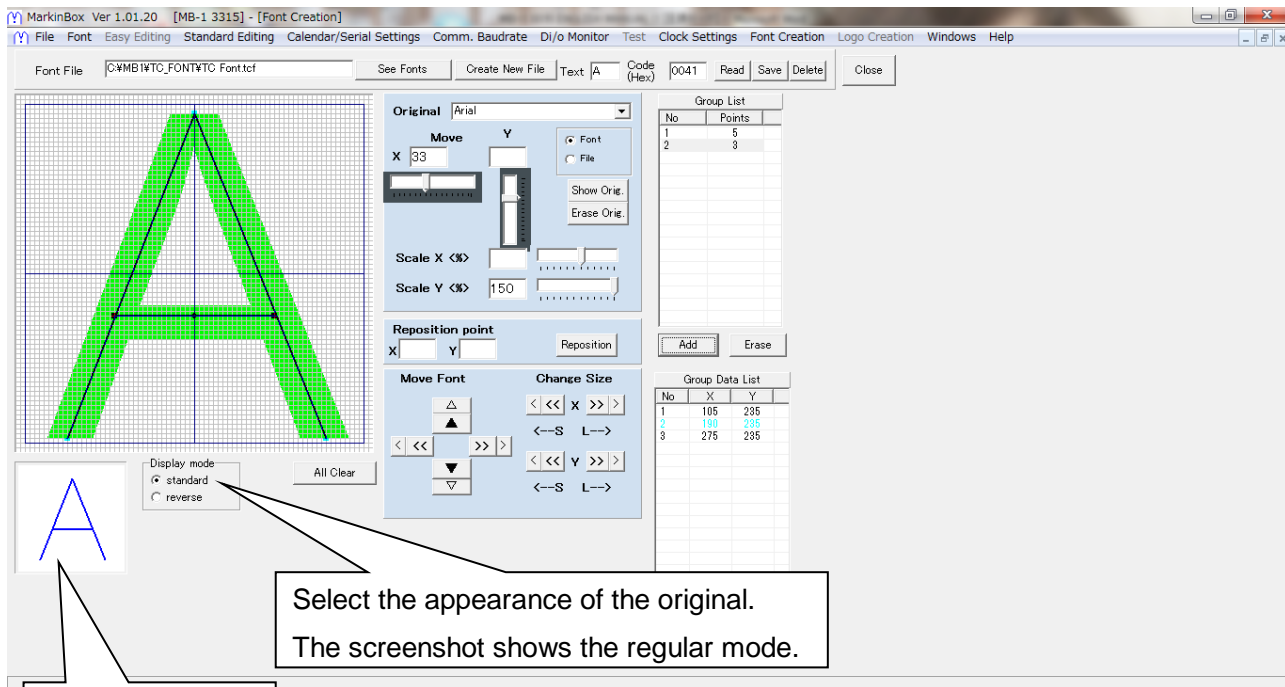 MarkinBox Ver 1.01.20 [MB-1 3315] - [Font Creation]
File Font Easy Editing Standard Editing Calendar/Serial Settings Comm. Baudrate Di/o Monitor Test Clock Settings Font Creation Logo Creation Windows Help
Font File C:¥MB1¥TC_FONT¥TC Font.tcf See Fonts Create New File Text A Code (Hex) 0041 Read Save Delete Close
Original Arial
Move Y
X 33
Font
File
Show Orig.
Erase Orig.
Scale X <%>
Scale Y <%> 150
Reposition point
X Y Reposition
Move Font Change Size
< << X >> >
<--S L-->
< << >> >
< << Y >> >
<--S L-->
Group List
No Points
1 5
2 3
Add Erase
Group Data List
No X Y
1 105 235
2 190 235
3 275 235
Display mode
standard
reverse
All Clear
Select the appearance of the original.
The screenshot shows the regular mode.